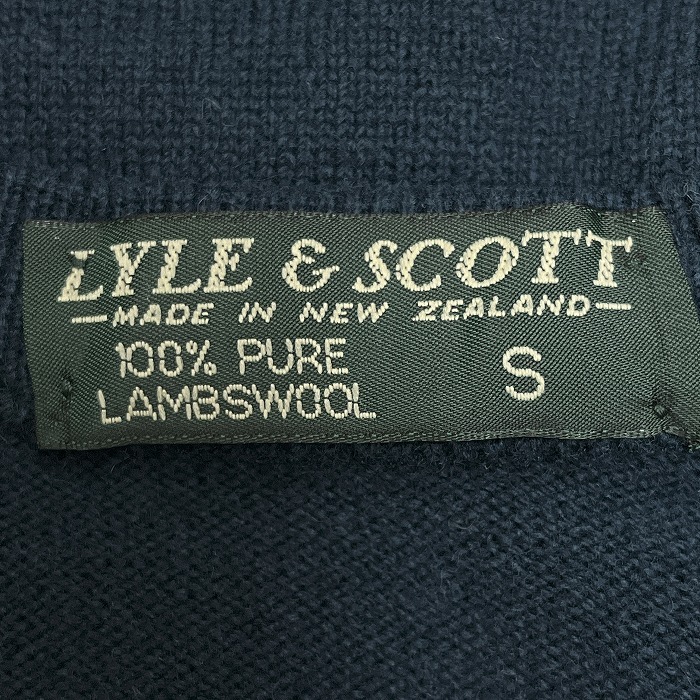 LYLE & SCOTT
—MADE IN NEW ZEALAND—
100% PURE
LAMBSWOOL
S